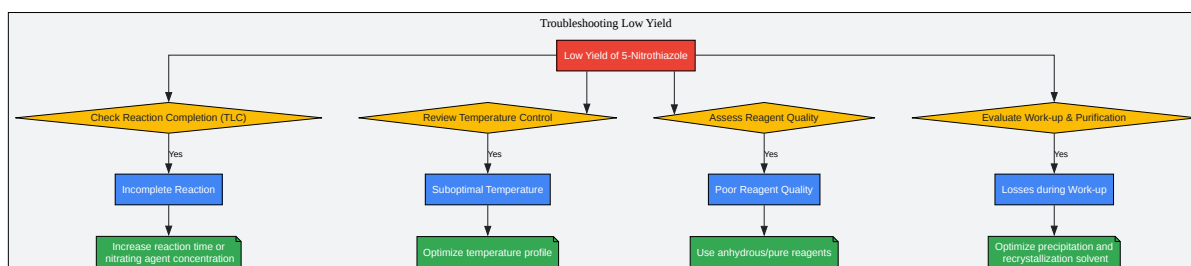 Troubleshooting Low Yield
Low Yield of 5-Nitrothiazole
Check Reaction Completion (TLC)
Review Temperature Control
Assess Reagent Quality
Evaluate Work-up & Purification
Yes
Yes
Yes
Yes
Incomplete Reaction
Suboptimal Temperature
Poor Reagent Quality
Losses during Work-up
Increase reaction time or
nitrating agent concentration
Optimize temperature profile
Use anhydrous/pure reagents
Optimize precipitation and
recrystallization solvent